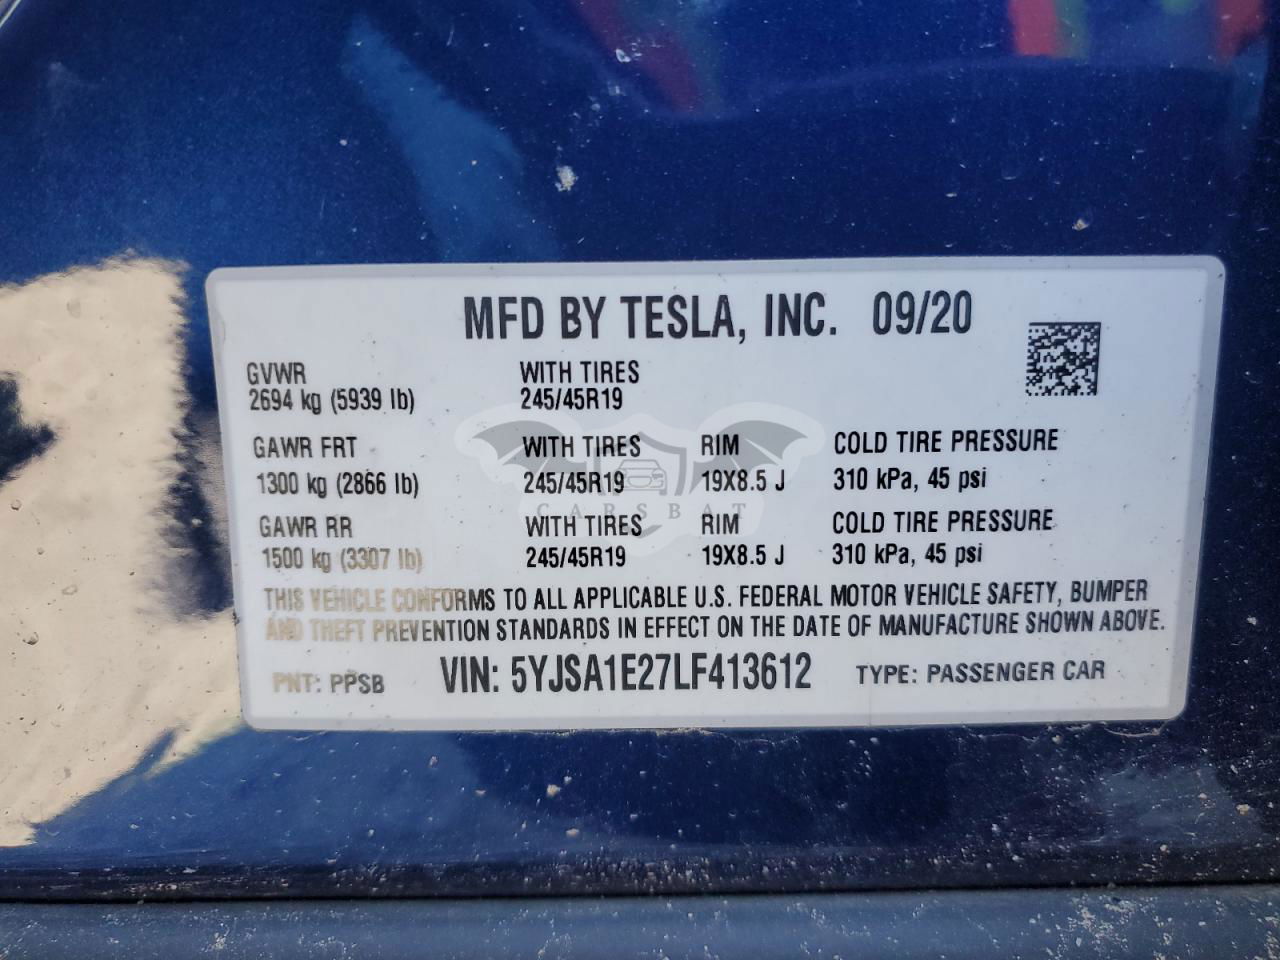 MFD BY TESLA, INC. 09/20
GVWR WITH TIRES
2694 kg (5939 lb) 245/45R19
GAWR FRT WITH TIRES RIM COLD TIRE PRESSURE
1300 kg (2866 lb) 245/45R19 19X8.5 J 310 kPa, 45 psi
CARSBAT
GAWR RR WITH TIRES RIM COLD TIRE PRESSURE
1500 kg (3307 lb) 245/45R19 19X8.5 J 310 kPa, 45 psi
THIS VEHICLE CONFORMS TO ALL APPLICABLE U.S. FEDERAL MOTOR VEHICLE SAFETY, BUMPER
AND THEFT PREVENTION STANDARDS IN EFFECT ON THE DATE OF MANUFACTURE SHOWN ABOVE.
PNT: PPSB VIN: 5YJSA1E27LF413612 TYPE: PASSENGER CAR